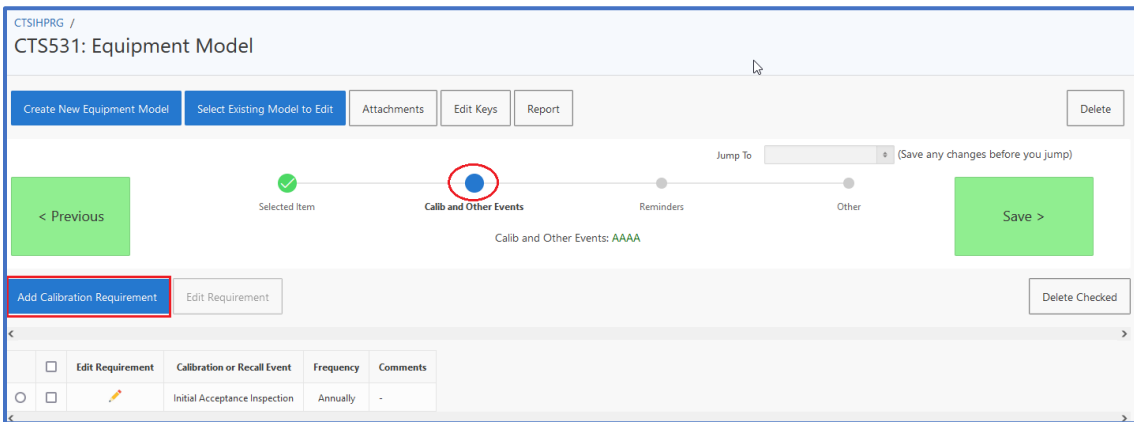 CTSIHPRG /
CTS531: Equipment Model
Create New Equipment Model Select Existing Model to Edit Attachments Edit Keys Report Delete
Jump To (Save any changes before you jump)
< Previous
Selected Item Calib and Other Events Reminders Other
Save >
Calib and Other Events: AAAA
Add Calibration Requirement Edit Requirement Delete Checked
Edit Requirement Calibration or Recall Event Frequency Comments
Initial Acceptance Inspection Annually -